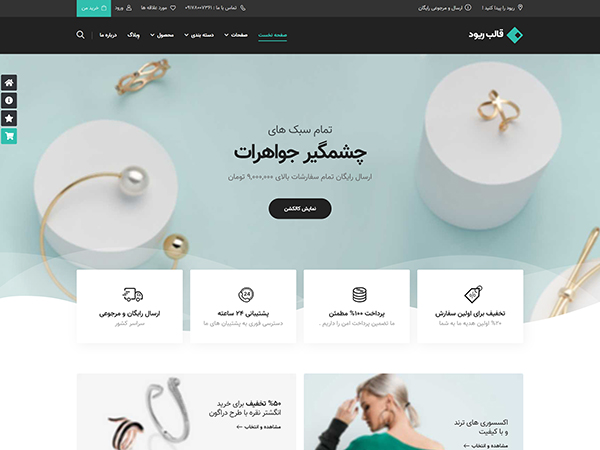 ریود را پیدا کنید !
ارسال و مرجوعی رایگان
تماس با ما : ۰۹۱۷۸۰۰۷۳۶۱
مورد علاقه ها
ورود
خرید من
قالب ریود
صفحه نخست
صفحات
دسته بندی
محصول
وبلاگ
درباره ما
تمام سبک های
چشمگیر جواهرات
ارسال رایگان تمام سفارشات بالای ۹,۰۰۰,۰۰۰ تومان
نمایش کالکشن
تخفیف برای اولین سفارش
۲۰% اولین هدیه ما به شما
پرداخت ۱۰۰% مطمئن
ما تضمین پرداخت امن را داریم .
24
پشتیبانی ۲۴ ساعته
دسترسی فوری به پشتیبان های ما
ارسال رایگان و مرجوعی
سراسر کشور
اکسسوری های ترند
و با کیفیت
مشاهده و انتخاب
۵۰% تخفیف برای خرید
انگشتر نقره با طرح دراگون
مشاهده و انتخاب